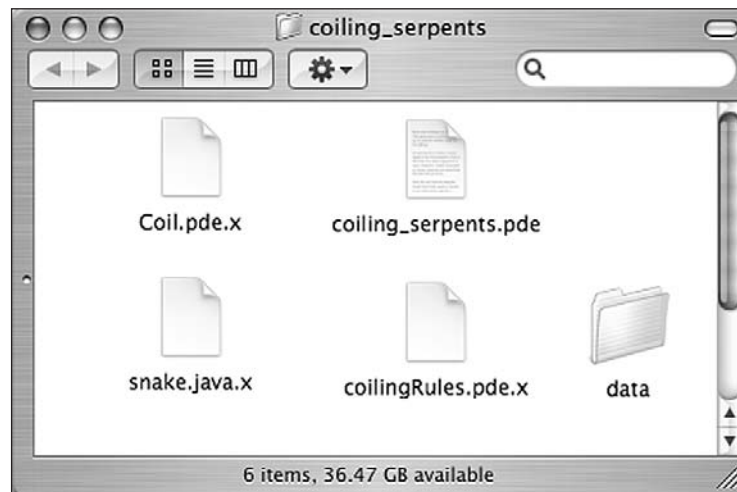 coiling_serpents
Coil.pde.x
coiling_serpents.pde
snake.java.x
coilingRules.pde.x
data
6 items, 36.47 GB available